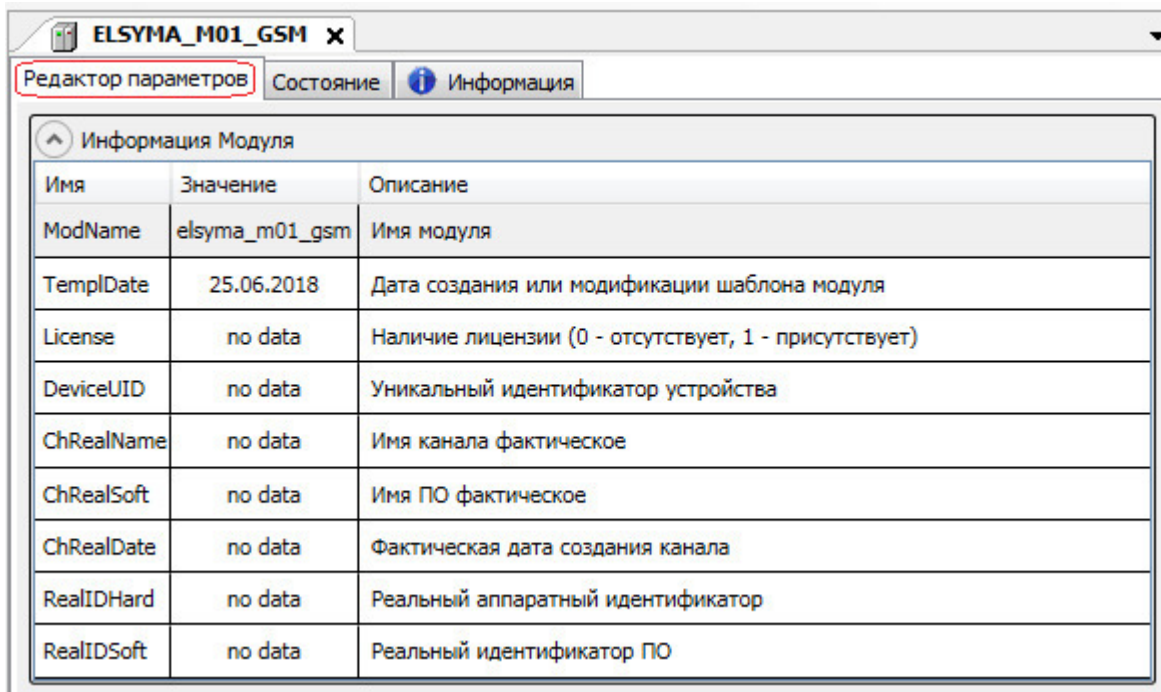 ELSYMA_M01_GSM x
Редактор параметров Состояние Информация
Информация Модуля
Имя Значение Описание
ModName elsyma_m01_gsm Имя модуля
TemplDate 25.06.2018 Дата создания или модификации шаблона модуля
License no data Наличие лицензии (0 - отсутствует, 1 - присутствует)
DeviceUID no data Уникальный идентификатор устройства
ChRealName no data Имя канала фактическое
ChRealSoft no data Имя ПО фактическое
ChRealDate no data Фактическая дата создания канала
RealIDHard no data Реальный аппаратный идентификатор
RealIDSoft no data Реальный идентификатор ПО